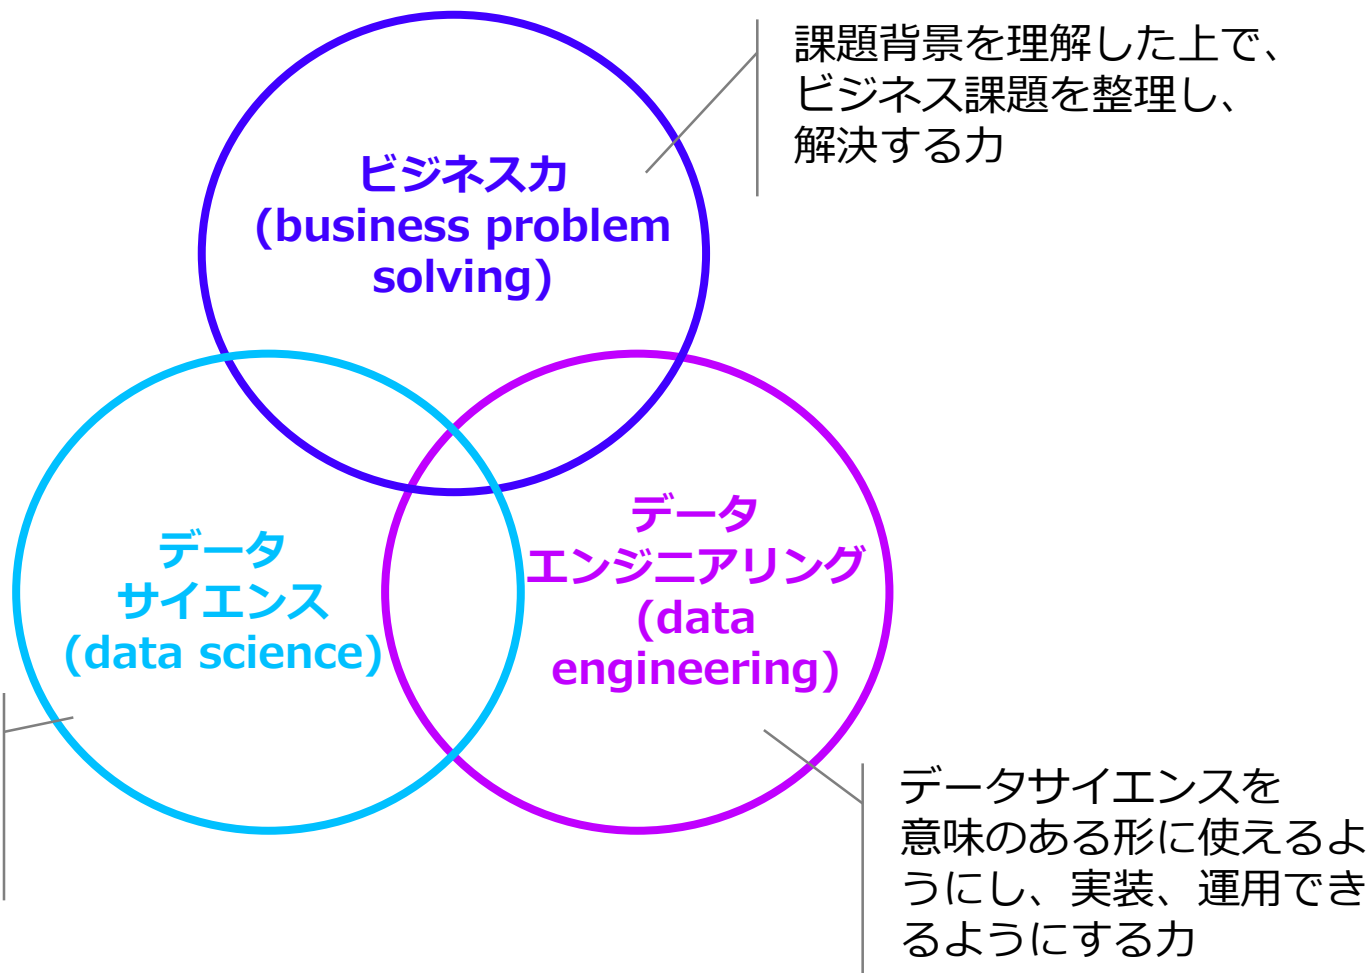 課題背景を理解した上で、
ビジネス課題を整理し、
解決する力
ビジネス力
(business problem
solving)
データ
サイエンス
(data science)
データ
エンジニアリング
(data
engineering)
データサイエンスを
意味のある形に使えるよ
うにし、実装、運用でき
るようにする力